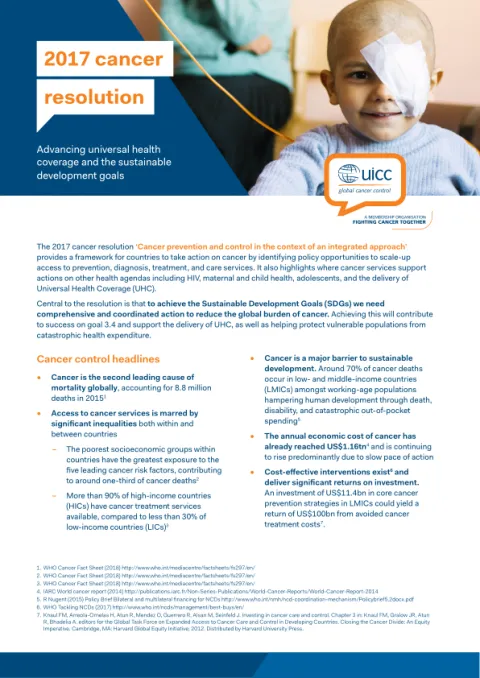 2017 cancer
resolution
Advancing universal health
coverage and the sustainable
development goals
uicc
global cancer control
A MEMBERSHIP ORGANISATION
FIGHTING CANCER TOGETHER
The 2017 cancer resolution ‘Cancer prevention and control in the context of an integrated approach’
provides a framework for countries to take action on cancer by identifying policy opportunities to scale-up
access to prevention, diagnosis, treatment, and care services. It also highlights where cancer services support
actions on other health agendas including HIV, maternal and child health, adolescents, and the delivery of
Universal Health Coverage (UHC).
Central to the resolution is that to achieve the Sustainable Development Goals (SDGs) we need
comprehensive and coordinated action to reduce the global burden of cancer. Achieving this will contribute
to success on goal 3.4 and support the delivery of UHC, as well as helping protect vulnerable populations from
catastrophic health expenditure.
Cancer control headlines
• Cancer is the second leading cause of
mortality globally, accounting for 8.8 million
deaths in 2015¹
• Access to cancer services is marred by
significant inequalities both within and
between countries
– The poorest socioeconomic groups within
countries have the greatest exposure to the
five leading cancer risk factors, contributing
to around one-third of cancer deaths²
– More than 90% of high-income countries
(HICs) have cancer treatment services
available, compared to less than 30% of
low-income countries (LICs)³
• Cancer is a major barrier to sustainable
development. Around 70% of cancer deaths
occur in low- and middle-income countries
(LMICs) amongst working-age populations
hampering human development through death,
disability, and catastrophic out-of-pocket
spending⁵
• The annual economic cost of cancer has
already reached US$1.16tn⁴ and is continuing
to rise predominantly due to slow pace of action
• Cost-effective interventions exist⁶ and
deliver significant returns on investment.
An investment of US$11.4bn in core cancer
prevention strategies in LMICs could yield a
return of US$100bn from avoided cancer
treatment costs⁷.
1. WHO Cancer Fact Sheet (2018) http://www.who.int/mediacentre/factsheets/fs297/en/
2. WHO Cancer Fact Sheet (2018) http://www.who.int/mediacentre/factsheets/fs297/en/
3. WHO Cancer Fact Sheet (2018) http://www.who.int/mediacentre/factsheets/fs297/en/
4. IARC World cancer report (2014) http://publications.iarc.fr/Non-Series-Publications/World-Cancer-Reports/World-Cancer-Report-2014
5. R Nugent (2015) Policy Brief Bilateral and multilateral financing for NCDs http://www.who.int/nmh/ncd-coordination-mechanism/Policybrief5.2docx.pdf
6. WHO Tackling NCDs (2017) http://www.who.int/ncds/management/best-buys/en/
7. Knaul FM, Arreola-Ornelas H, Atun R, Mendez O, Guerrero R, Alsan M, Seinfeld J. Investing in cancer care and control. Chapter 3 in: Knaul FM, Gralow JR, Atun
R, Bhadelia A, editors for the Global Task Force on Expanded Access to Cancer Care and Control in Developing Countries. Closing the Cancer Divide: An Equity
Imperative. Cambridge, MA: Harvard Global Equity Initiative, 2012. Distributed by Harvard University Press.